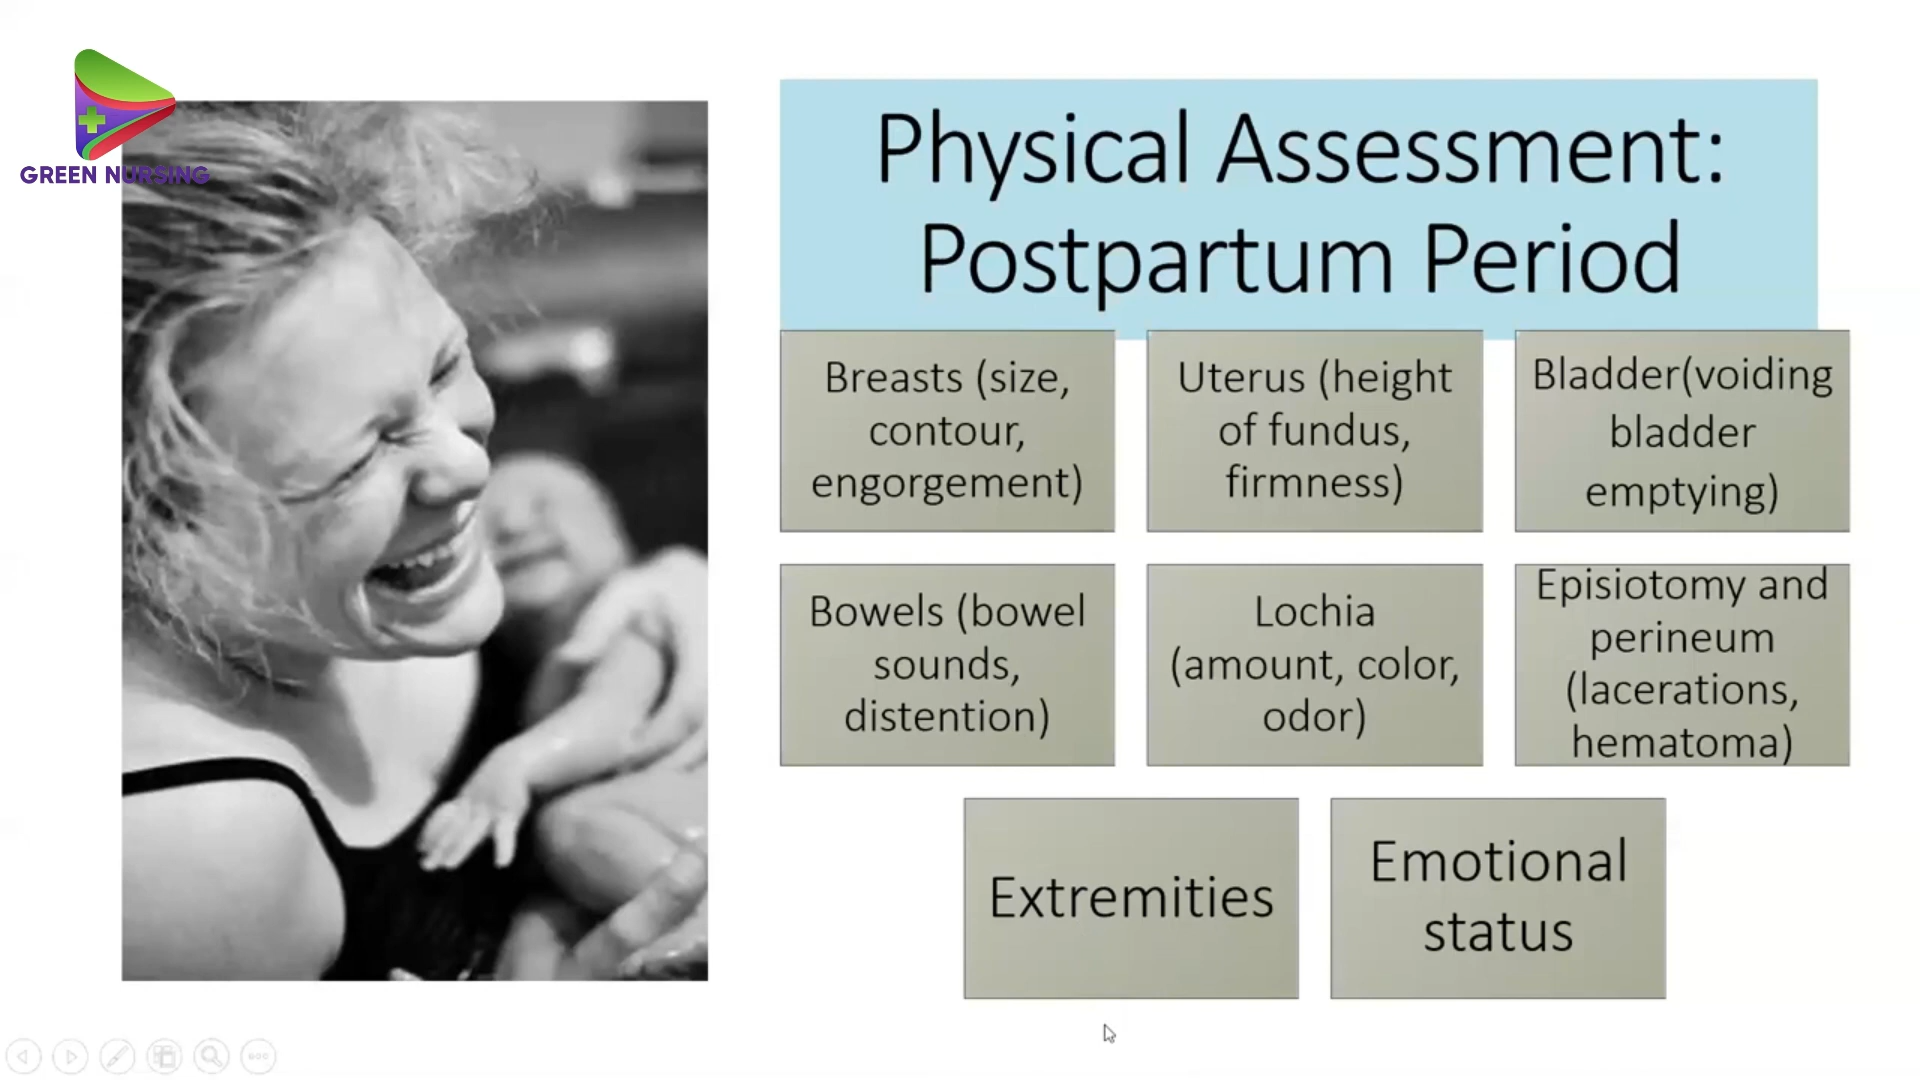 GREEN NURSING
Physical Assessment:
Postpartum Period
Breasts (size,
contour,
engorgement)
Uterus (height
of fundus,
firmness)
Bladder(voiding
bladder
emptying)
Bowels (bowel
sounds,
distention)
Lochia
(amount, color,
odor)
Episiotomy and
perineum
(lacerations,
hematoma)
Extremities
Emotional
status